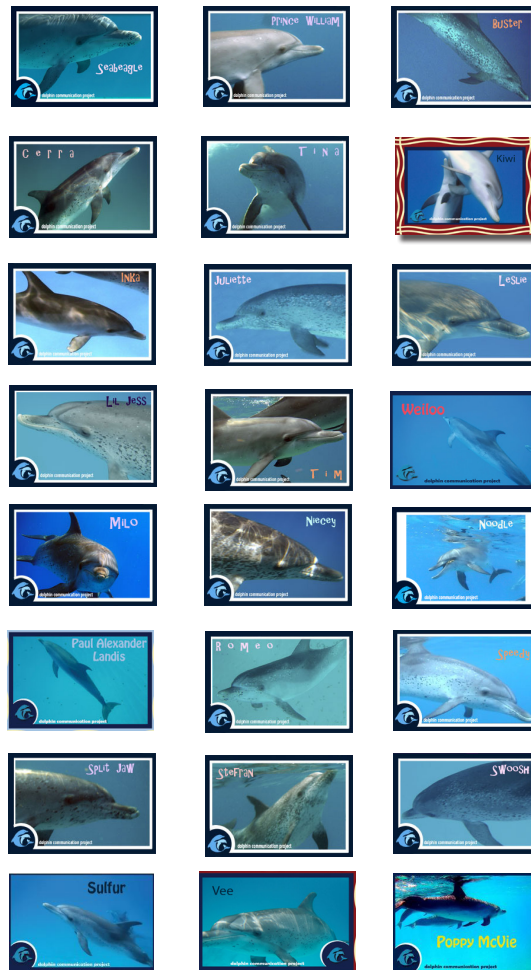 Seabeagle
dolphin communication project
Prince William
dolphin communication project
Buster
dolphin communication project
Cerra
dolphin communication project
Tina
dolphin communication project
Kiwi
dolphin communication project
Inka
dolphin communication project
Juliette
dolphin communication project
Leslie
dolphin communication project
Lil Jess
dolphin communication project
Tim
dolphin communication project
Welloo
dolphin communication project
Milo
dolphin communication project
Niecey
dolphin communication project
Noodle
dolphin communication project
Paul Alexander
Landis
dolphin communication project
Romeo
dolphin communication project
Speedy
dolphin communication project
Split Jaw
dolphin communication project
Stefran
dolphin communication project
Swoosh
dolphin communication project
Sulfur
dolphin communication project
Vee
dolphin communication project
Poppy McVie
dolphin communication project